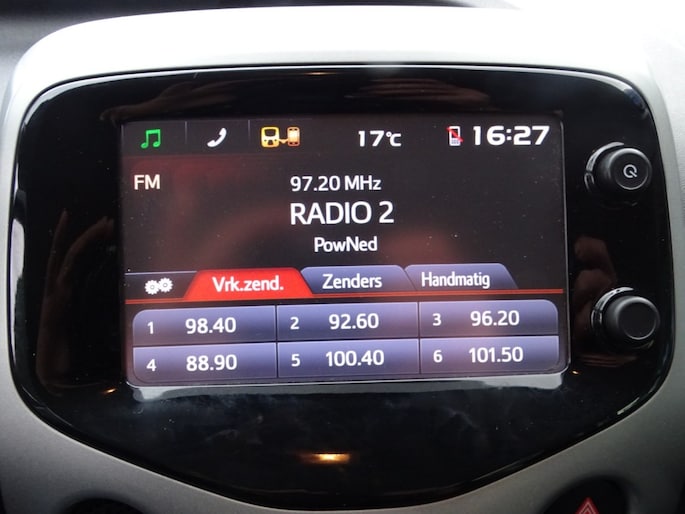 17°C 16:27
FM 97.20 MHz
RADIO 2
PowNed
Vrk.zend. Zenders Handmatig
1 98.40 2 92.60 3 96.20
4 88.90 5 100.40 6 101.50